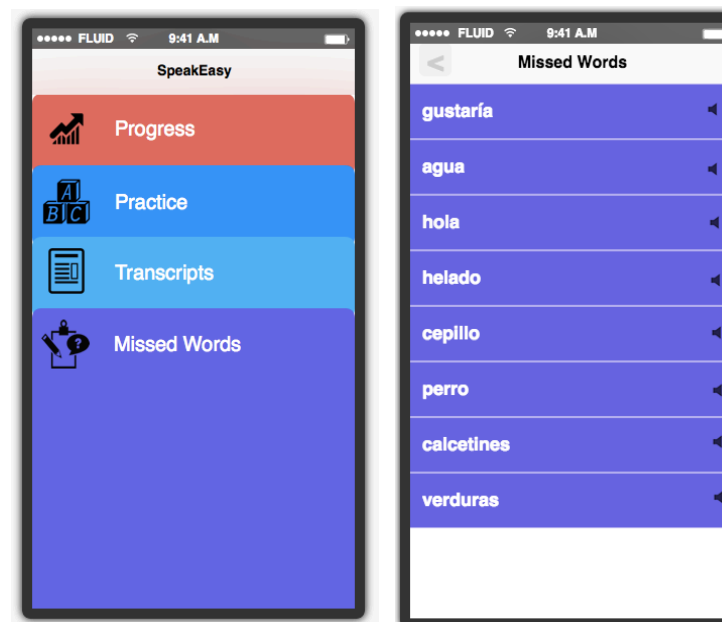 FLUID 9:41 A.M
SpeakEasy
Progress
A
B C
Practice
Transcripts
?
Missed Words
FLUID 9:41 A.M
<
Missed Words
gustaría
agua
hola
helado
cepillo
perro
calcetines
verduras